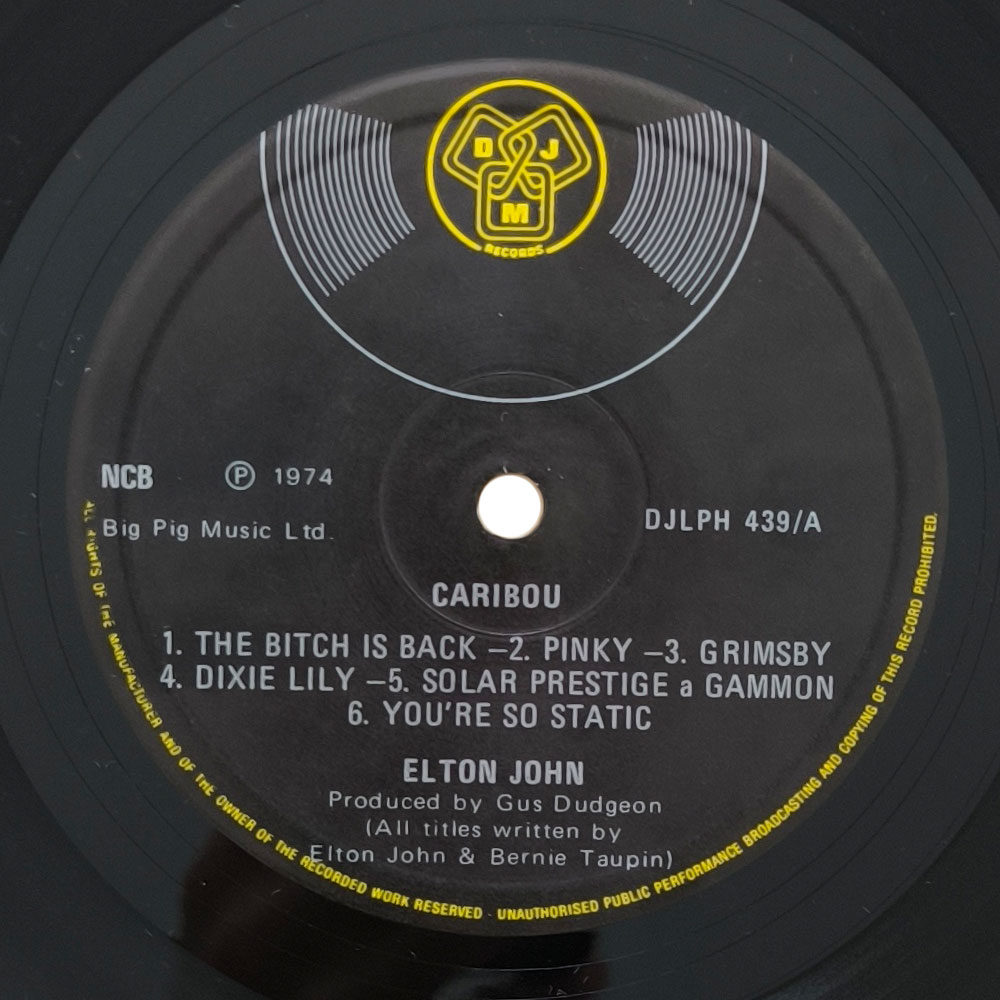 D J
M
RECORDS
NCB ℗ 1974
Big Pig Music Ltd.
DJLPH 439/A
CARIBOU
1. THE BITCH IS BACK –2. PINKY –3. GRIMSBY
4. DIXIE LILY –5. SOLAR PRESTIGE a GAMMON
6. YOU'RE SO STATIC
ELTON JOHN
Produced by Gus Dudgeon
(All titles written by
Elton John & Bernie Taupin)
ALL RIGHTS OF THE MANUFACTURER AND OF THE OWNER OF THE RECORDED WORK RESERVED · UNAUTHORISED PUBLIC PERFORMANCE BROADCASTING AND COPYING OF THIS RECORD PROHIBITED.